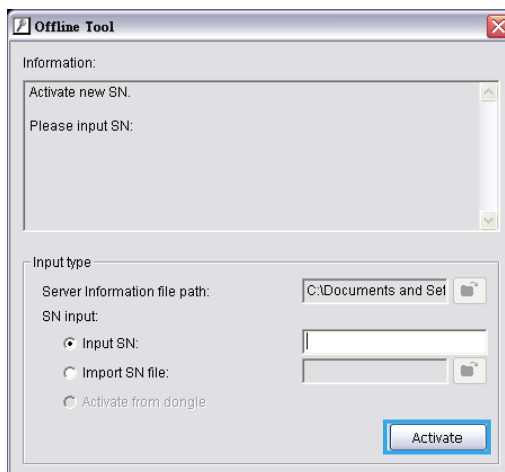 Offline Tool
Information:
Activate new SN.
Please input SN:
Input type
Server Information file path:
C:\Documents and Set
SN input:
Input SN:
Import SN file:
Activate from dongle
Activate